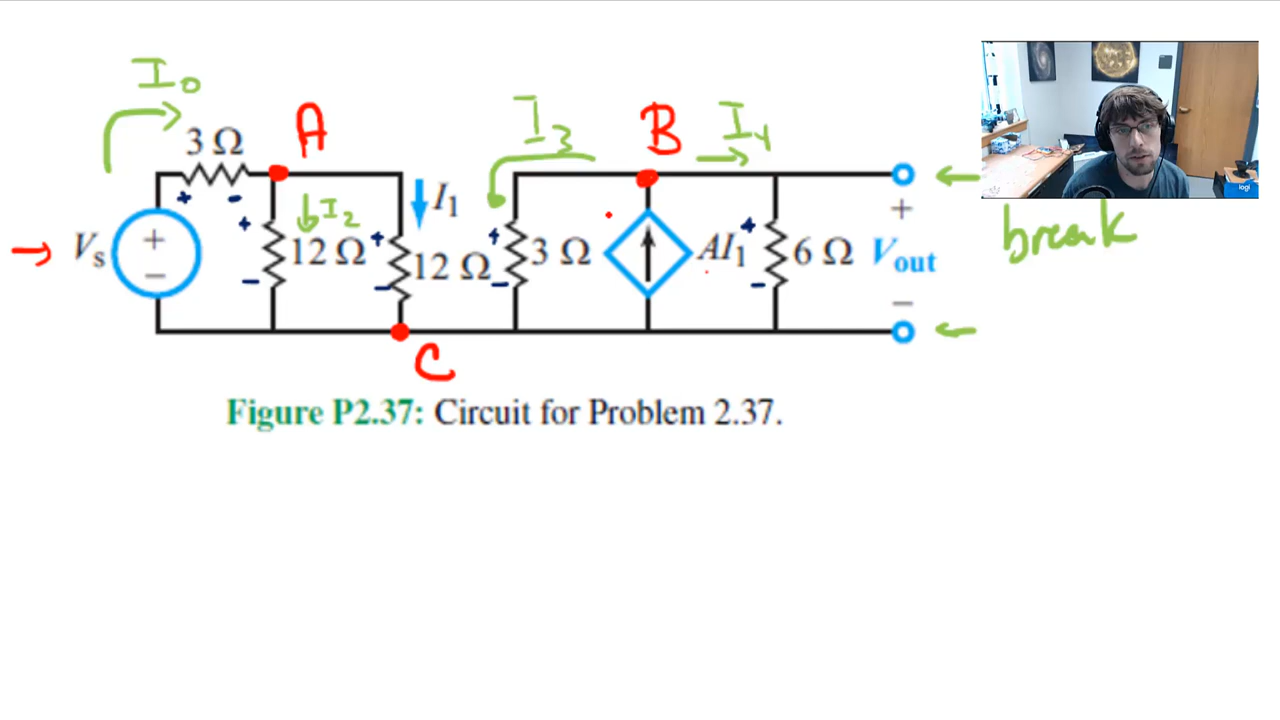 I₀
3 Ω
A
I₃
B
I₄
Vs
+
−
I₂
12 Ω
I₁
12 Ω
3 Ω
AI₁
6 Ω
+
Vout
−
break
C
Figure P2.37: Circuit for Problem 2.37.
logi